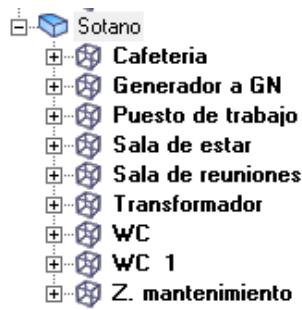 Sotano
Cafeteria
Generador a GN
Puesto de trabajo
Sala de estar
Sala de reuniones
Transformador
WC
WC 1
Z. mantenimiento